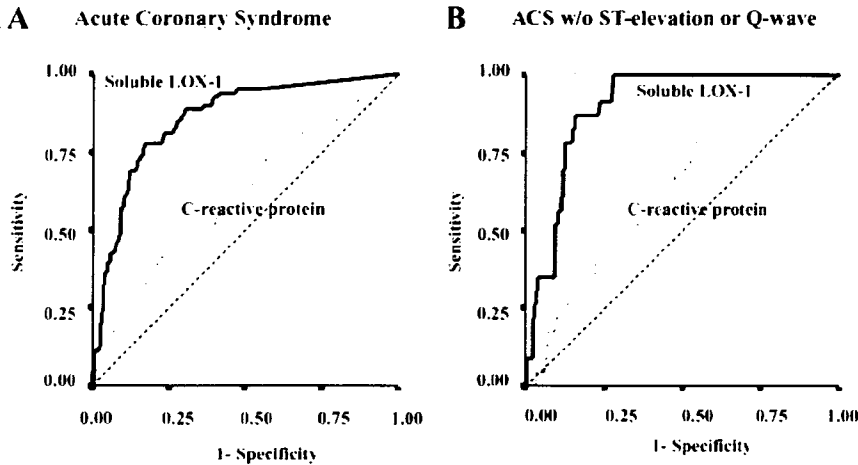 A Acute Coronary Syndrome
1.00
Soluble LOX-1
0.75
C-reactive protein
0.50
0.25
0.00
Sensitivity
0.00 0.25 0.50 0.75 1.00
1- Specificity
B ACS w/o ST-elevation or Q-wave
1.00
Soluble LOX-1
0.75
C-reactive protein
0.50
0.25
0.00
Sensitivity
0.00 0.25 0.50 0.75 1.00
1- Specificity